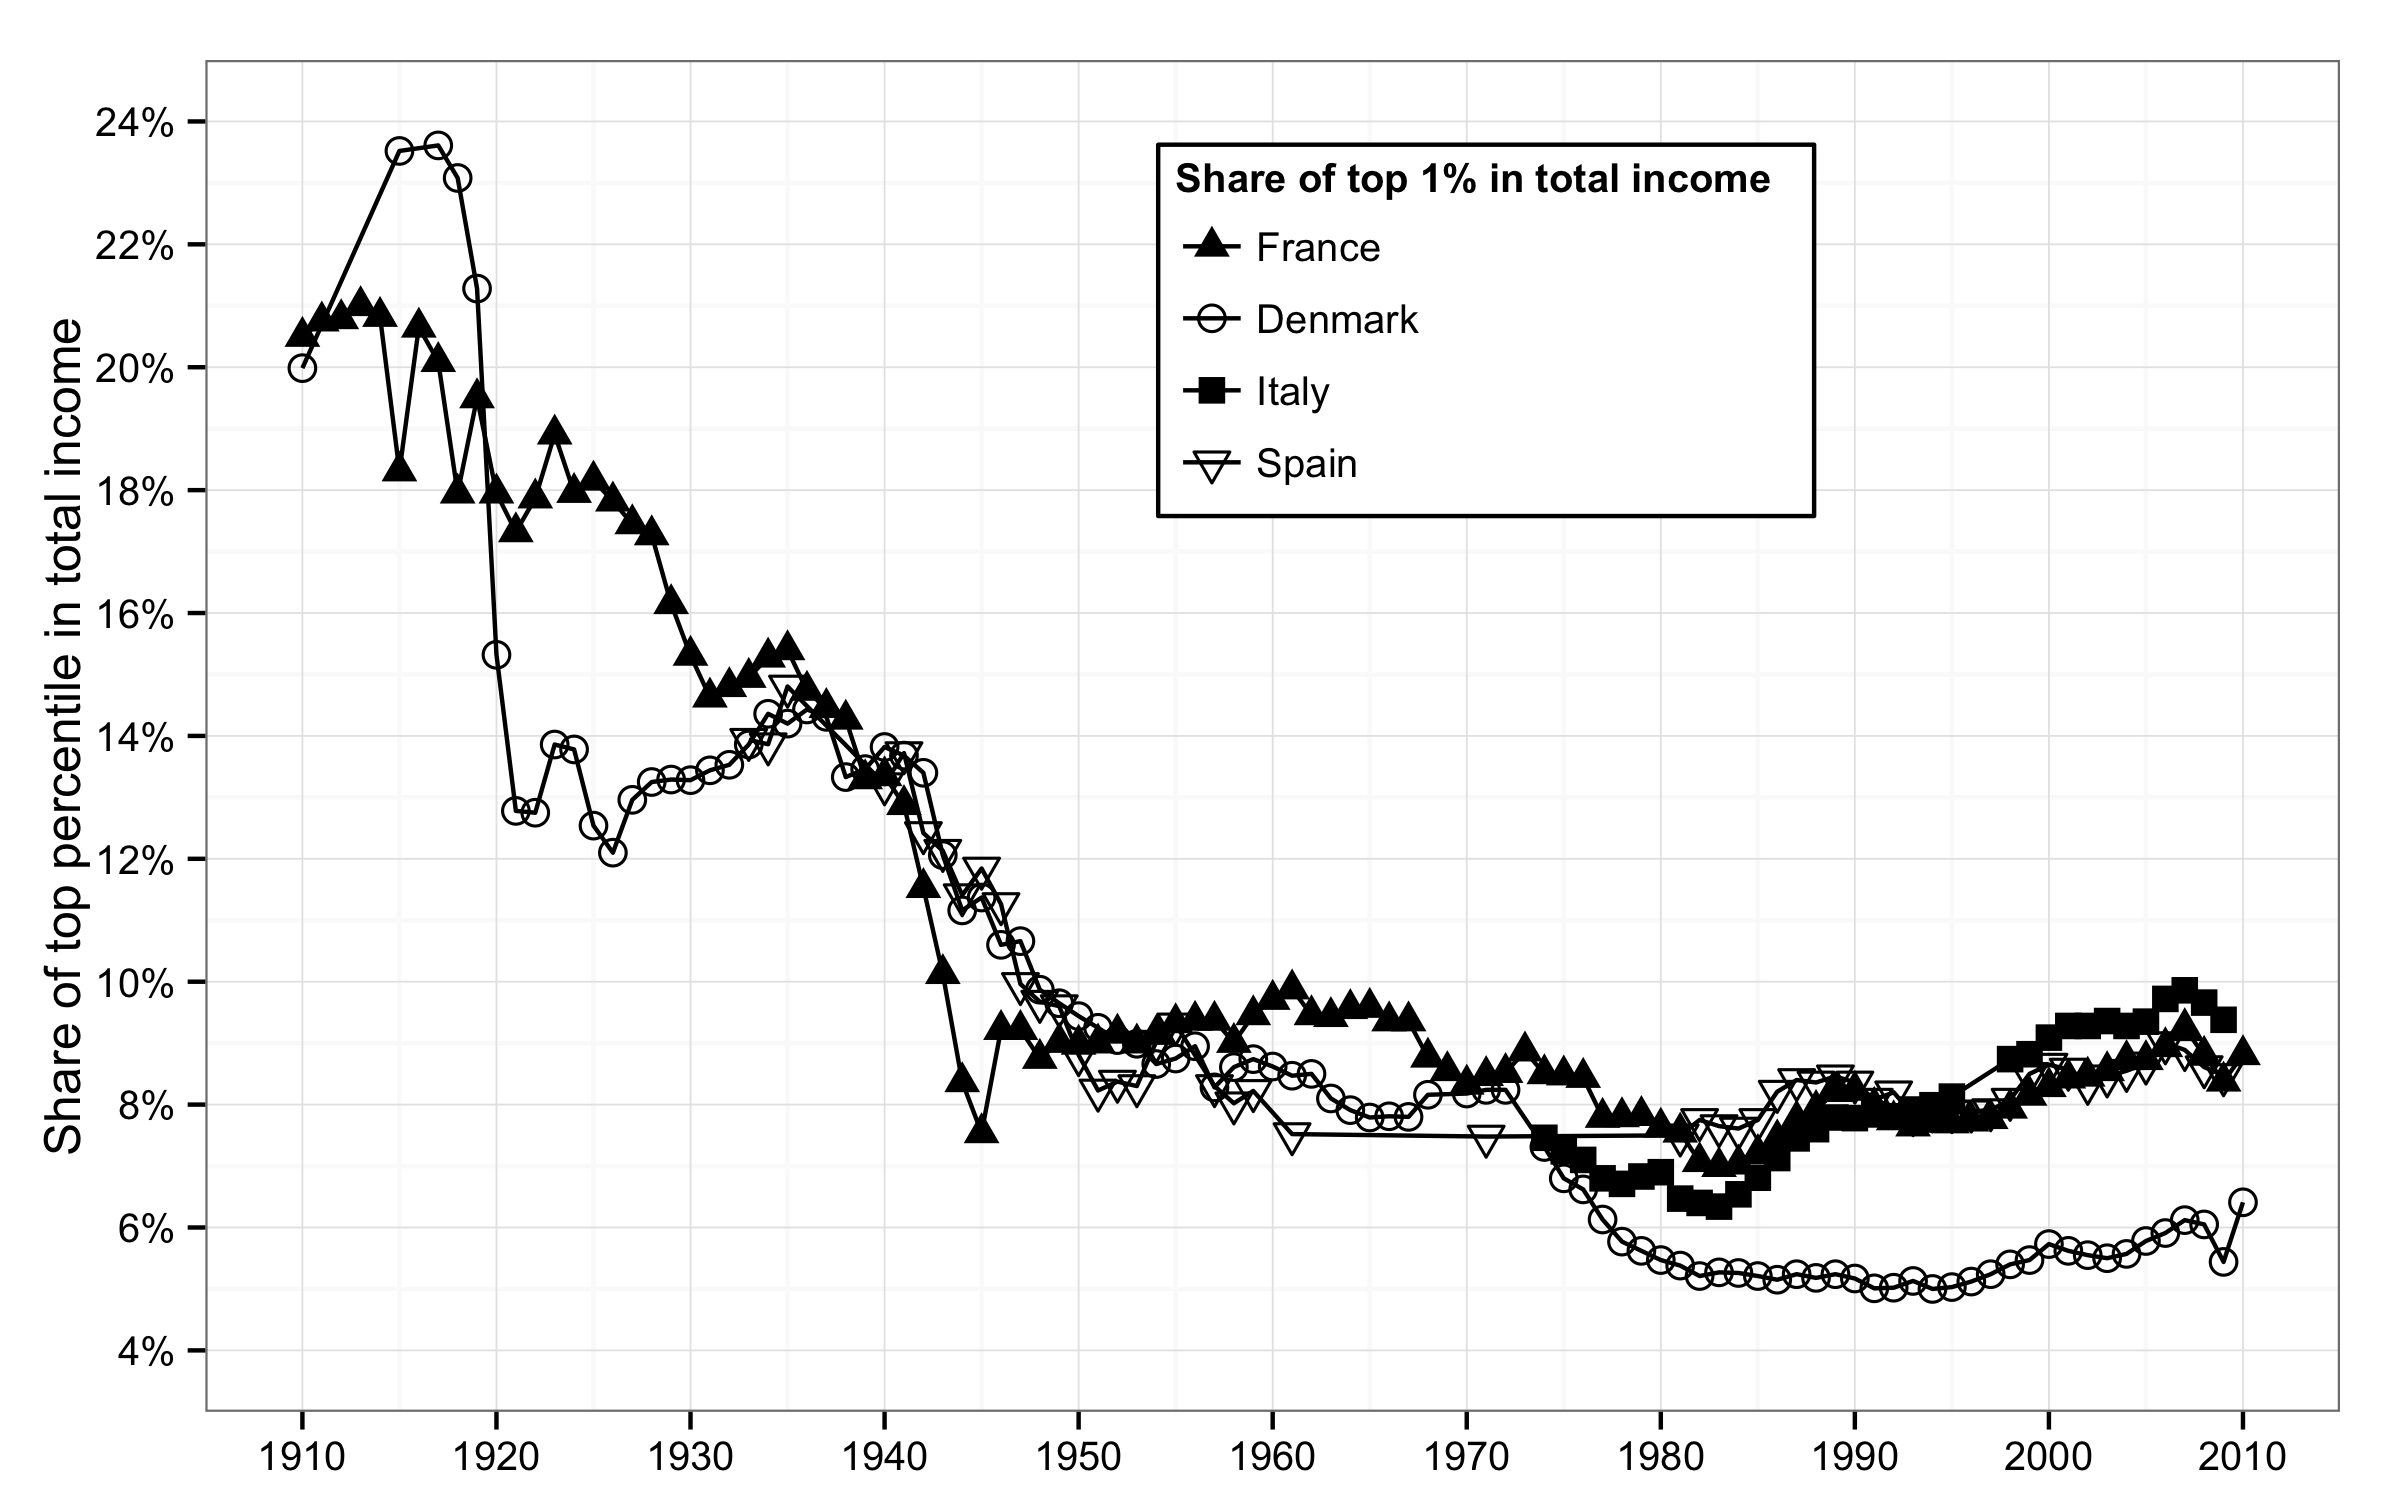 Share of top percentile in total income
24%
22%
20%
18%
16%
14%
12%
10%
8%
6%
4%
Share of top 1% in total income
France
Denmark
Italy
Spain
1910 1920 1930 1940 1950 1960 1970 1980 1990 2000 2010